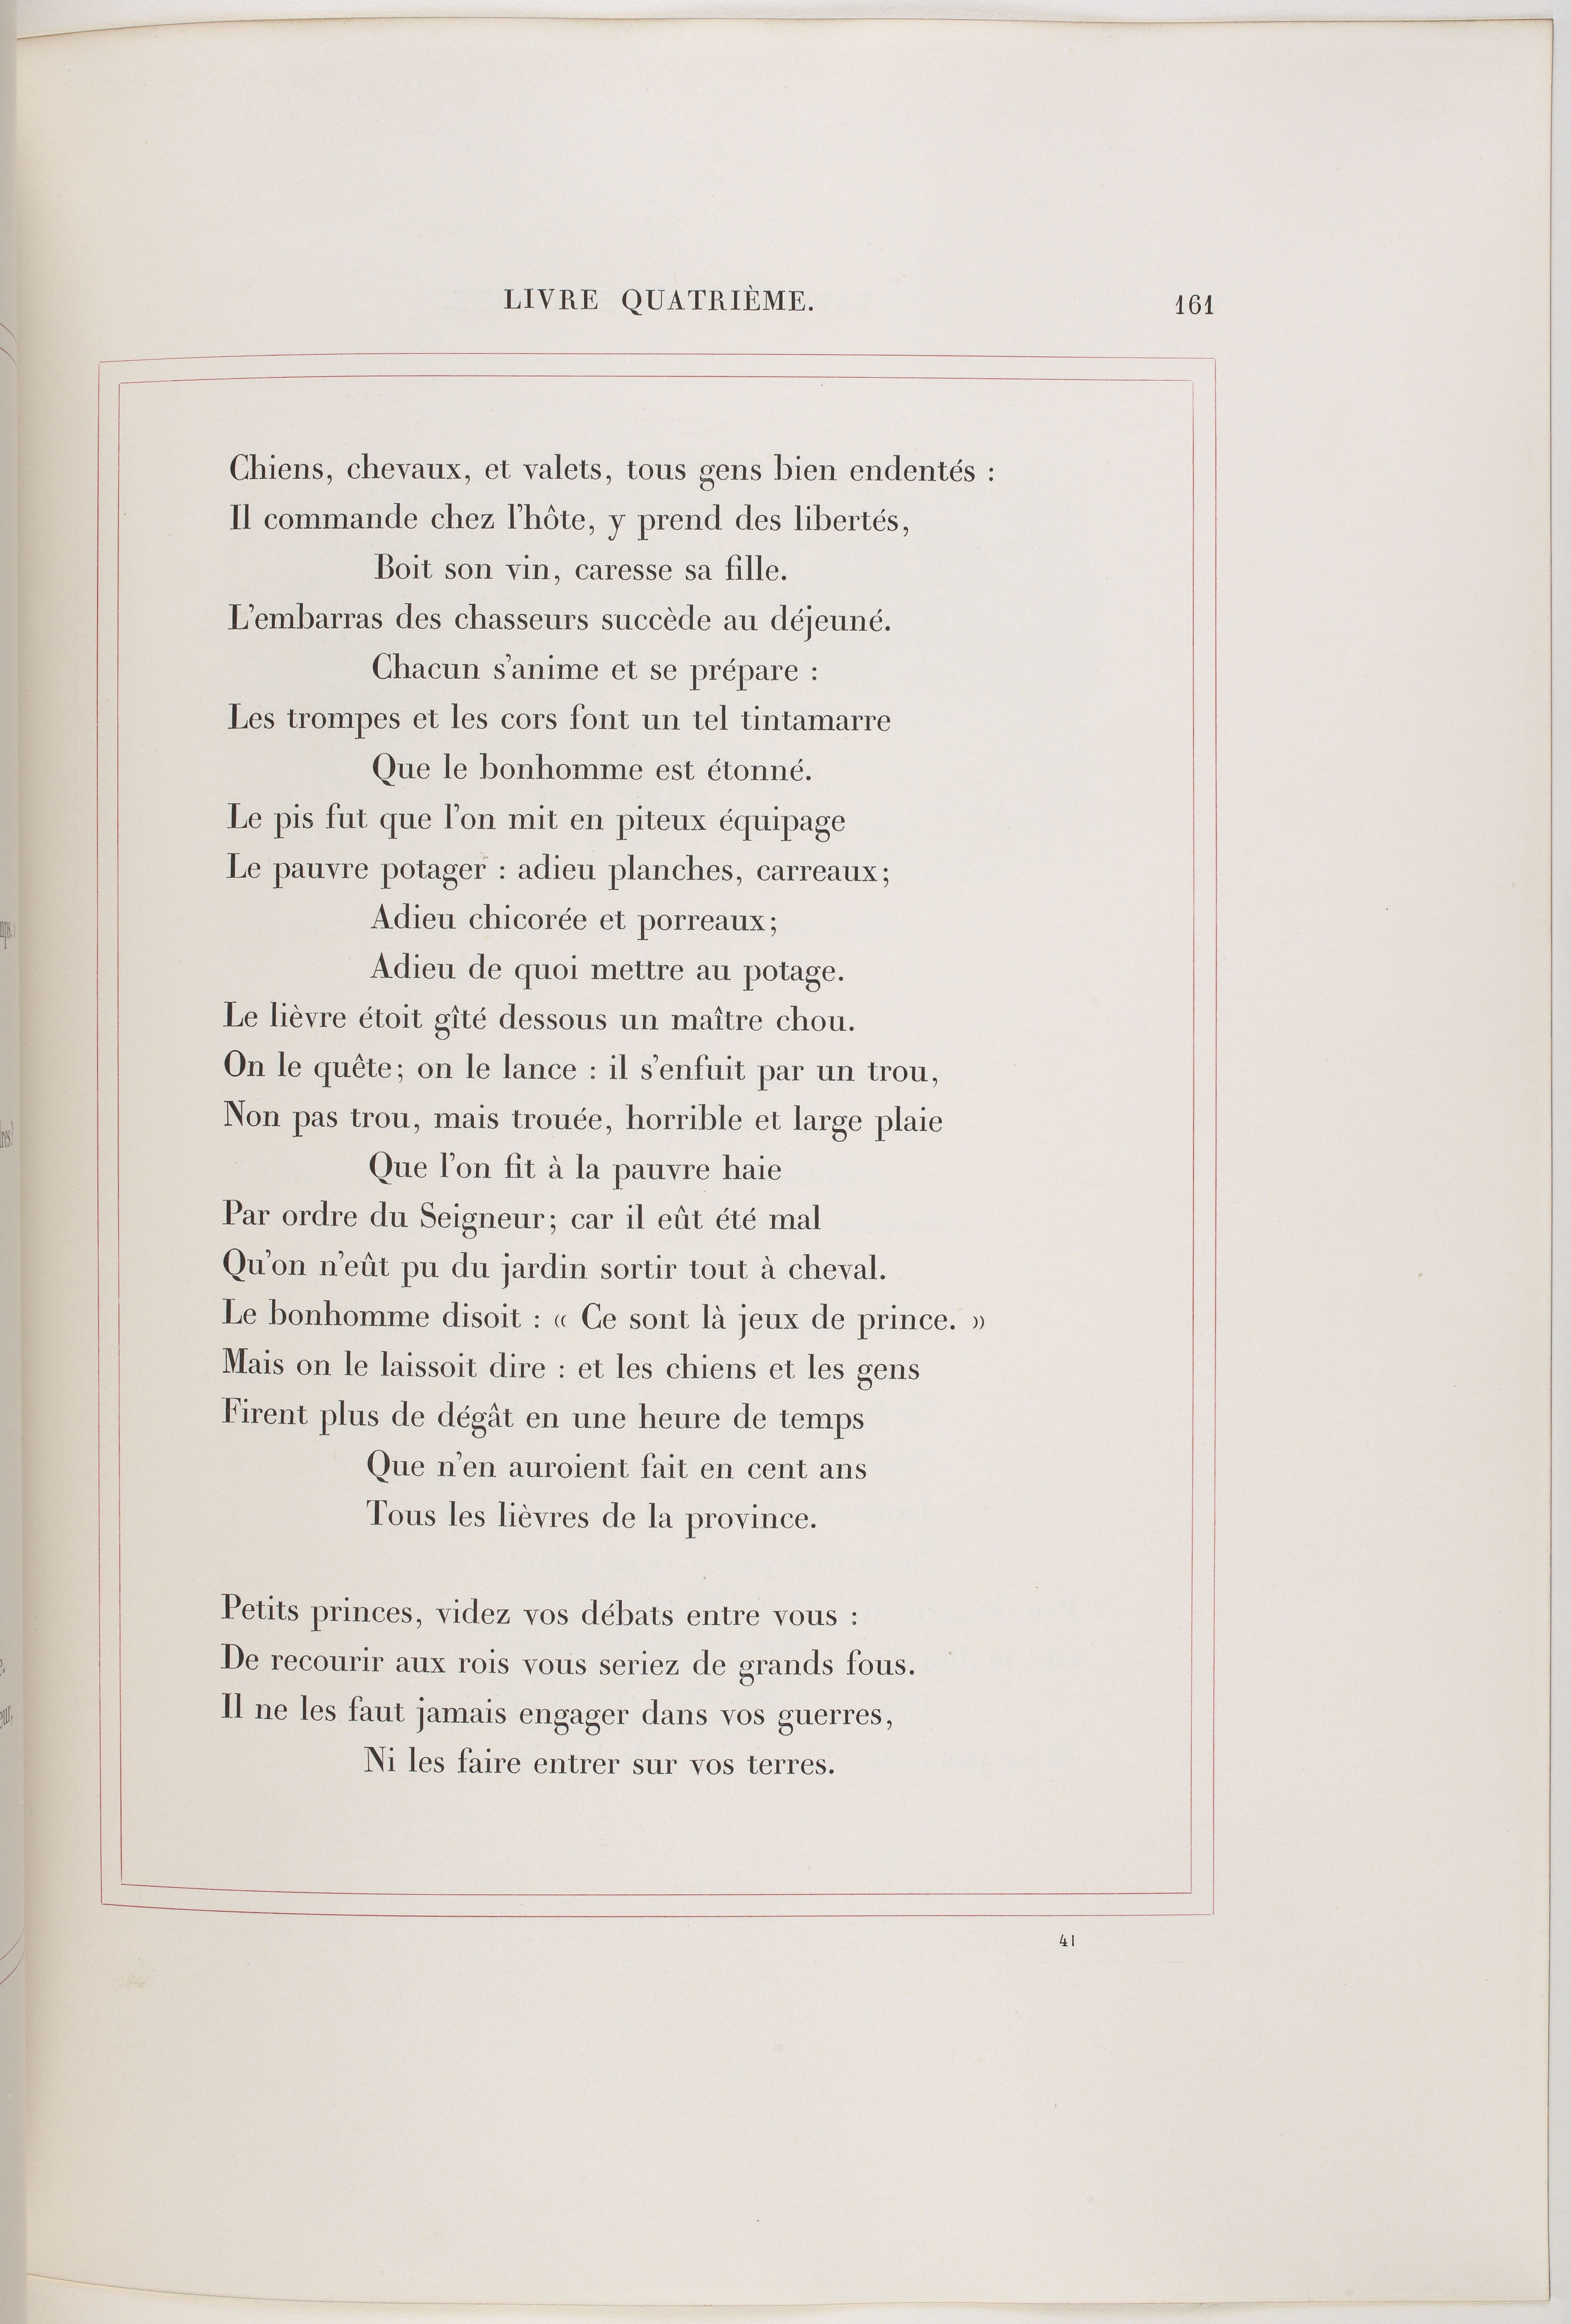 LIVRE QUATRIÈME. 161
Chiens, chevaux, et valets, tous gens bien endentés :
Il commande chez l'hôte, y prend des libertés,
Boit son vin, caresse sa fille.
L'embarras des chasseurs succède au déjeuné.
Chacun s'anime et se prépare :
Les trompes et les cors font un tel tintamarre
Que le bonhomme est étonné.
Le pis fut que l'on mit en piteux équipage
Le pauvre potager : adieu planches, carreaux;
Adieu chicorée et porreaux;
Adieu de quoi mettre au potage.
Le lièvre étoit gîté dessous un maître chou.
On le quête; on le lance : il s'enfuit par un trou,
Non pas trou, mais trouée, horrible et large plaie
Que l'on fit à la pauvre haie
Par ordre du Seigneur; car il eût été mal
Qu'on n'eût pu du jardin sortir tout à cheval.
Le bonhomme disoit : « Ce sont là jeux de prince. »
Mais on le laissoit dire : et les chiens et les gens
Firent plus de dégât en une heure de temps
Que n'en auroient fait en cent ans
Tous les lièvres de la province.
Petits princes, videz vos débats entre vous :
De recourir aux rois vous seriez de grands fous.
Il ne les faut jamais engager dans vos guerres,
Ni les faire entrer sur vos terres.
41